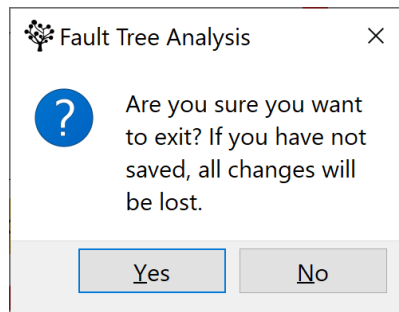 Fault Tree Analysis
Are you sure you want
to exit? If you have not
saved, all changes will
be lost.
Yes
No